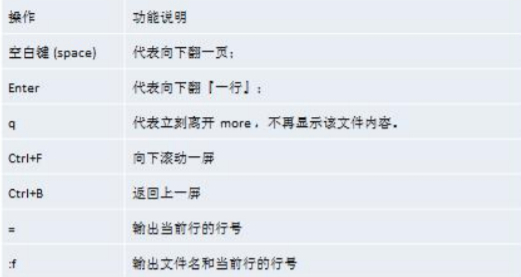 操作 功能说明
空白键 (space) 代表向下翻一页；
Enter 代表向下翻『一行』；
q 代表立刻离开 more，不再显示该文件内容。
Ctrl+F 向下滚动一屏
Ctrl+B 返回上一屏
= 输出当前行的行号
:f 输出文件名和当前行的行号